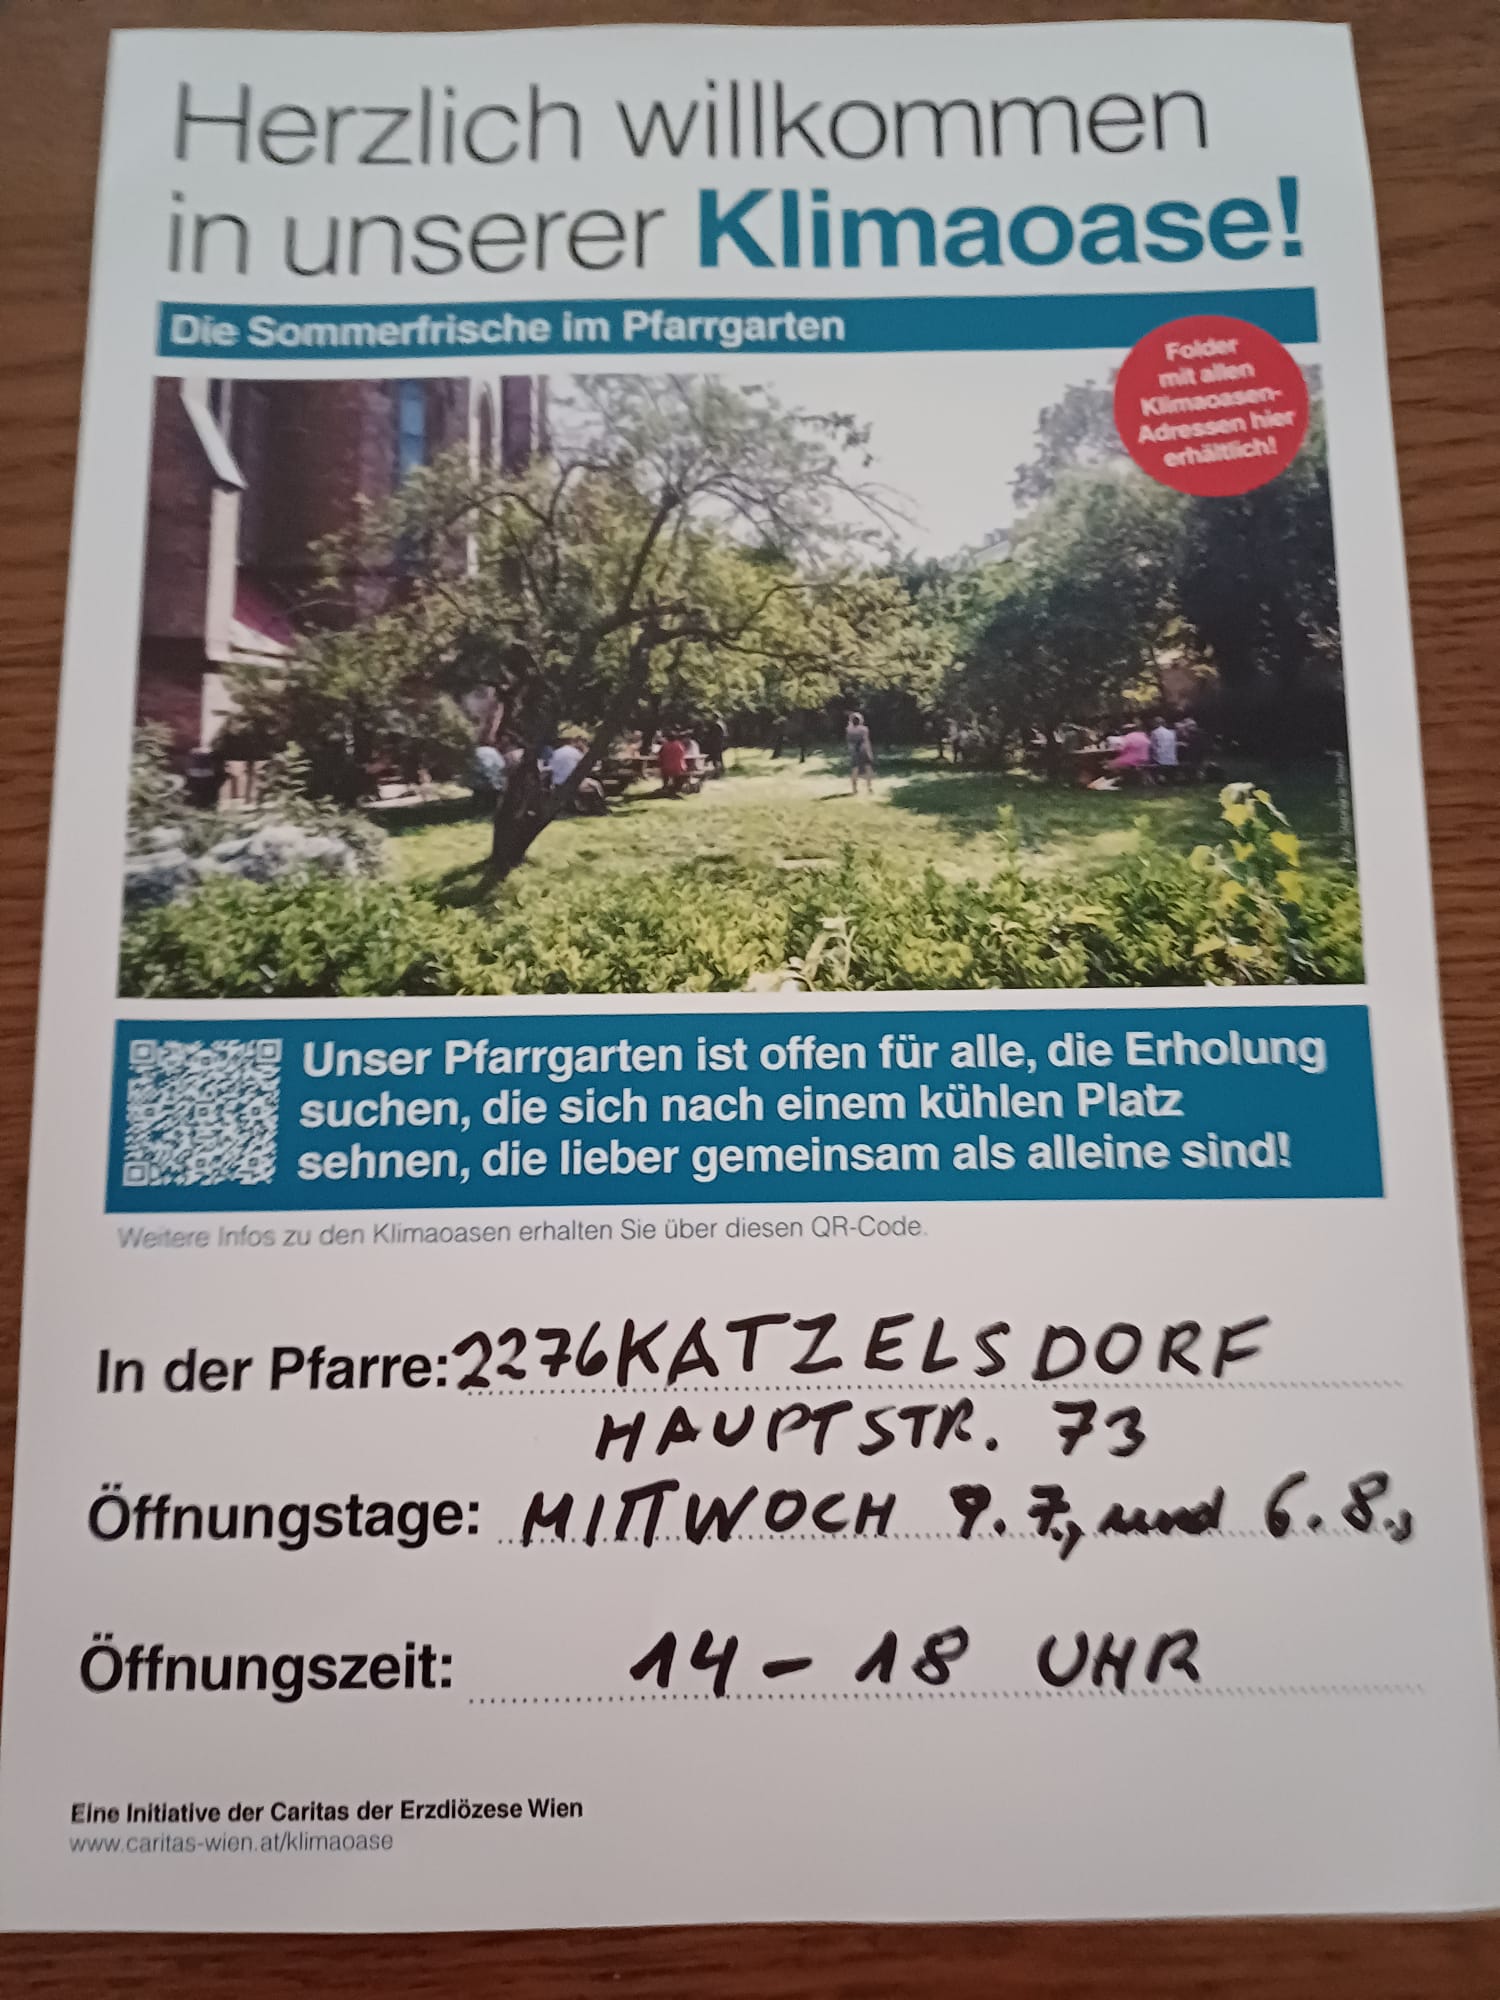 Herzlich willkommen
in unserer Klimaoase!
Die Sommerfrische im Pfarrgarten
Folder
mit allen
Klimaoasen-
Adressen hier
erhältlich!
Unser Pfarrgarten ist offen für alle, die Erholung
suchen, die sich nach einem kühlen Platz
sehnen, die lieber gemeinsam als alleine sind!
Weitere Infos zu den Klimaoasen erhalten Sie über diesen QR-Code.
In der Pfarre: 2276 KATZELSDORF
HAUPTSTR. 73
Öffnungstage: MITTWOCH 9.7., und 6.8.,
Öffnungszeit: 14 - 18 UHR
Eine Initiative der Caritas der Erzdiözese Wien
www.caritas-wien.at/klimaoase